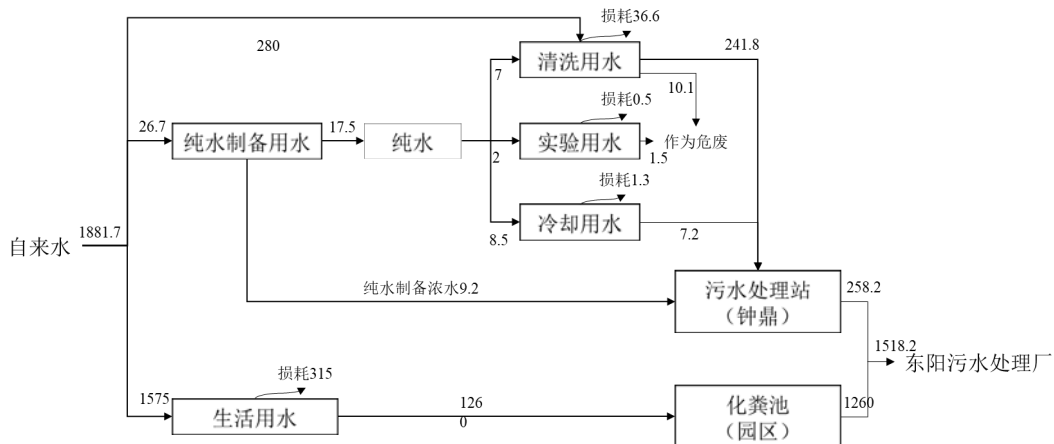 损耗36.6
280
241.8
清洗用水
7
10.1
损耗0.5
26.7
17.5
纯水制备用水
纯水
实验用水
作为危废
2
1.5
损耗1.3
1881.7
自来水
8.5
冷却用水
7.2
纯水制备浓水9.2
污水处理站
（钟鼎）
258.2
1518.2
东阳污水处理厂
损耗315
1575
生活用水
126
0
化粪池
（园区）
1260